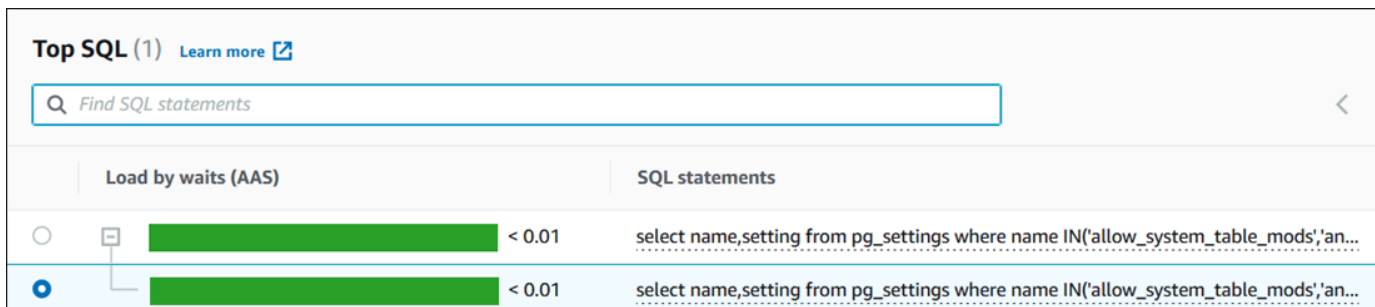 Top SQL (1) Learn more
Find SQL statements
Load by waits (AAS) SQL statements
< 0.01 select name,setting from pg_settings where name IN('allow_system_table_mods','an...
< 0.01 select name,setting from pg_settings where name IN('allow_system_table_mods','an...